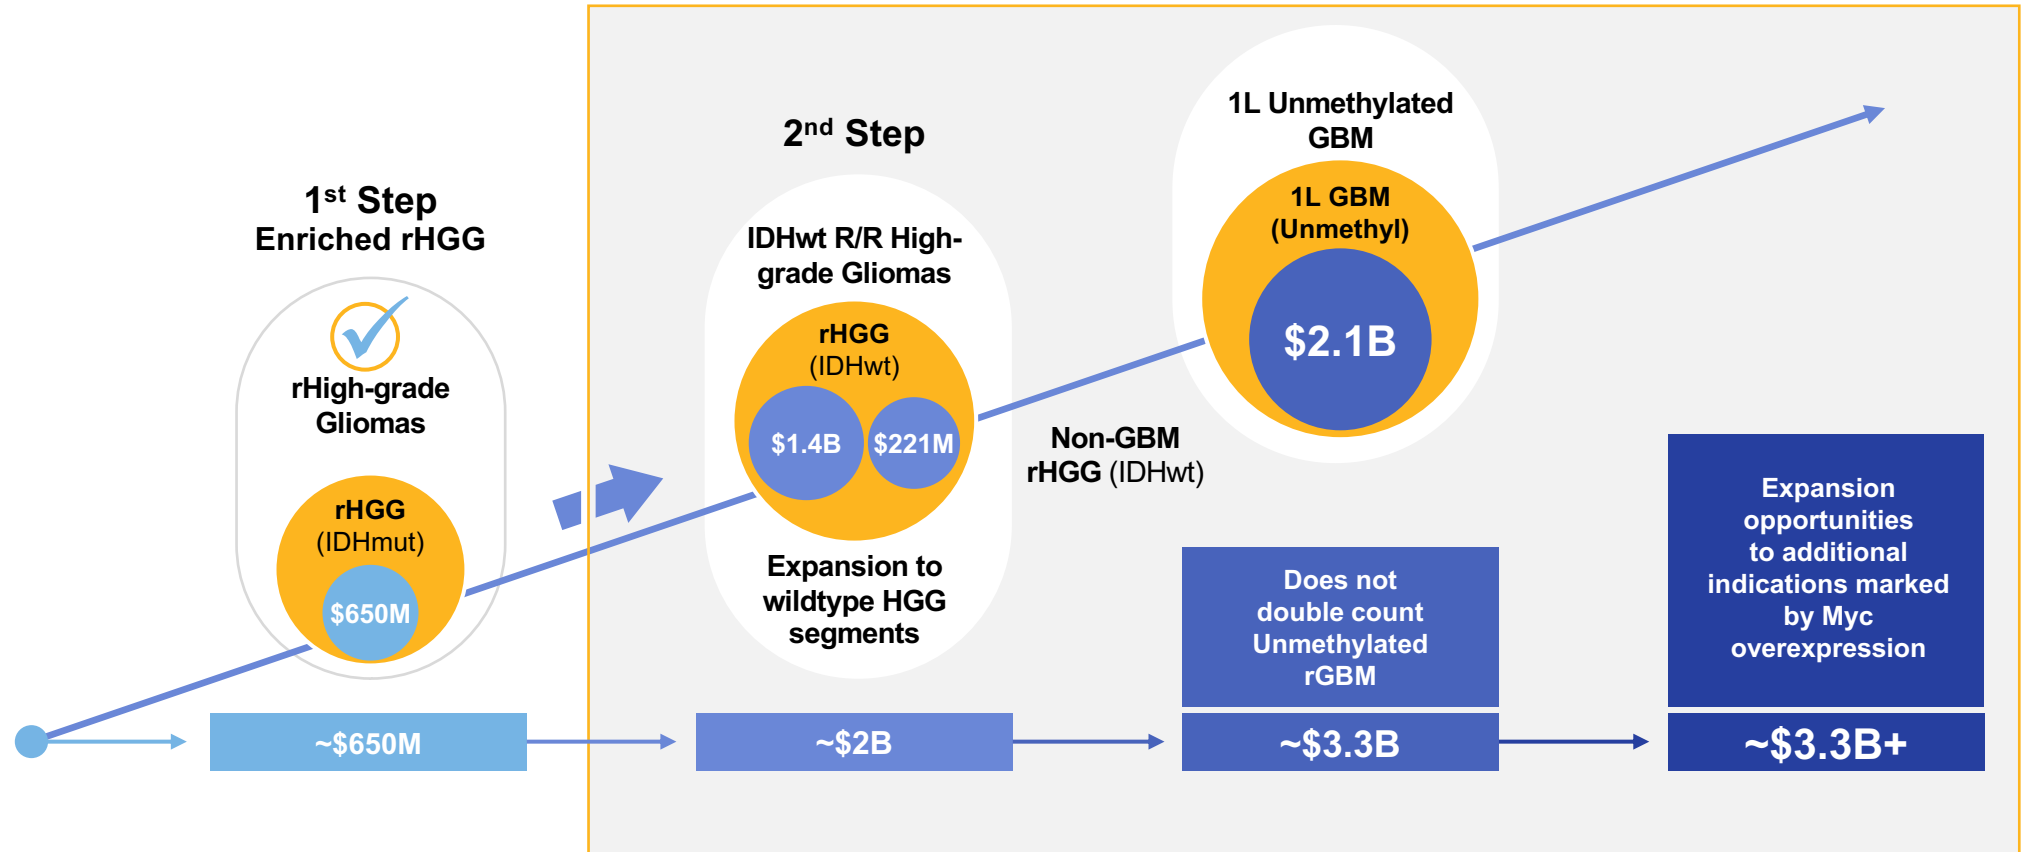 1st Step
Enriched rHGG
rHigh-grade
Gliomas
rHGG
(IDHmut)
$650M
~$650M
2nd Step
IDHwt R/R High-
grade Gliomas
rHGG
(IDHwt)
$1.4B
$221M
Expansion to
wildtype HGG
segments
~$2B
Non-GBM
rHGG (IDHwt)
1L Unmethylated
GBM
1L GBM
(Unmethyl)
$2.1B
Does not
double count
Unmethylated
rGBM
~$3.3B
Expansion
opportunities
to additional
indications marked
by Myc
overexpression
~$3.3B+